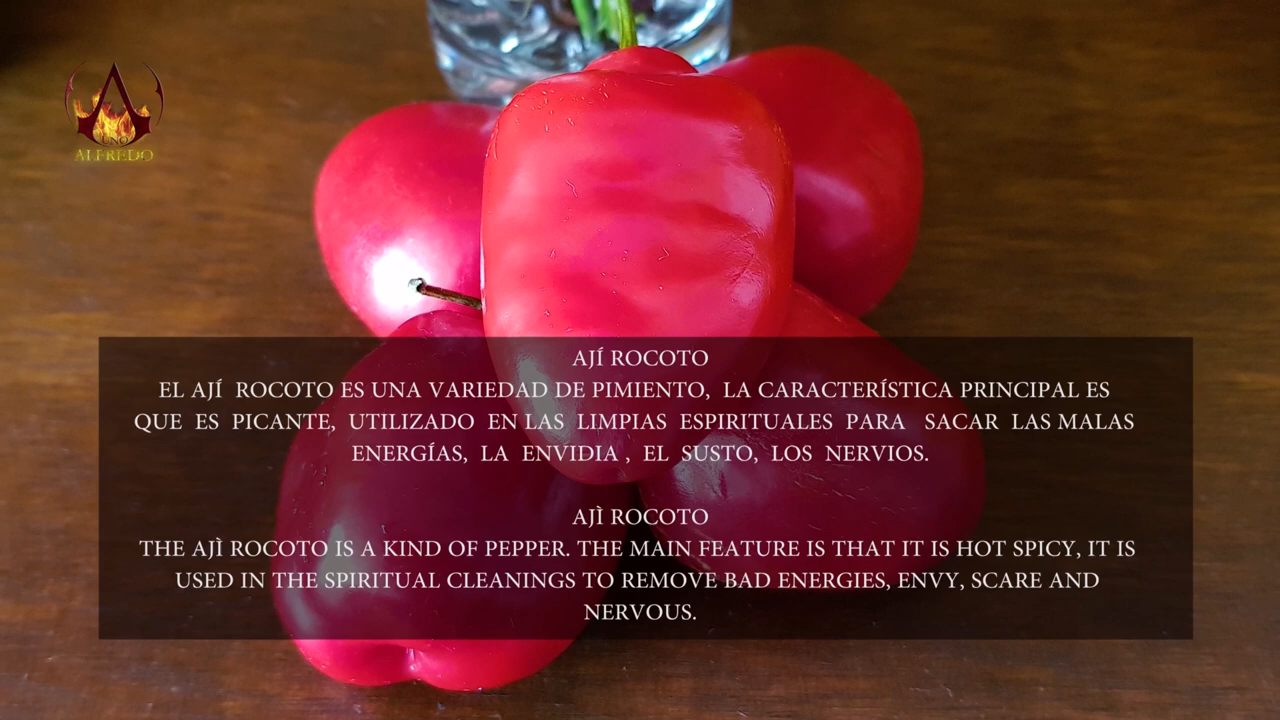 UNO
ALFREDO
AJÍ ROCOTO
EL AJÍ ROCOTO ES UNA VARIEDAD DE PIMIENTO, LA CARACTERÍSTICA PRINCIPAL ES
QUE ES PICANTE, UTILIZADO EN LAS LIMPIAS ESPIRITUALES PARA SACAR LAS MALAS
ENERGÍAS, LA ENVIDIA , EL SUSTO, LOS NERVIOS.
AJÌ ROCOTO
THE AJÌ ROCOTO IS A KIND OF PEPPER. THE MAIN FEATURE IS THAT IT IS HOT SPICY, IT IS
USED IN THE SPIRITUAL CLEANINGS TO REMOVE BAD ENERGIES, ENVY, SCARE AND
NERVOUS.